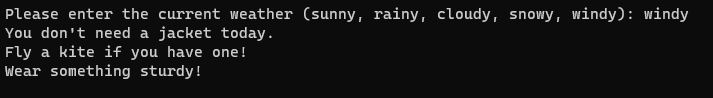 Please enter the current weather (sunny, rainy, cloudy, snowy, windy): windy
You don't need a jacket today.
Fly a kite if you have one!
Wear something sturdy!